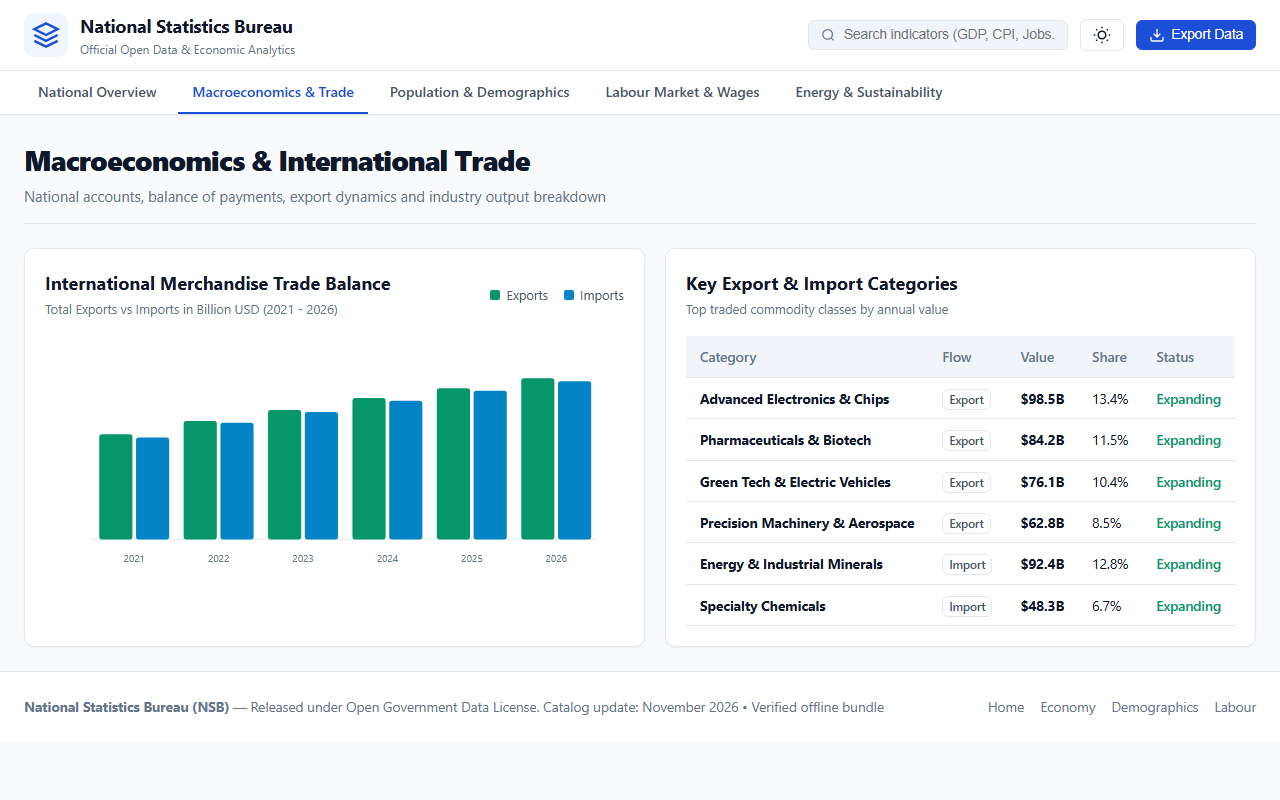 National Statistics Bureau
Official Open Data & Economic Analytics
Search indicators (GDP, CPI, Jobs.
Export Data
National Overview
Macroeconomics & Trade
Population & Demographics
Labour Market & Wages
Energy & Sustainability
Macroeconomics & International Trade
National accounts, balance of payments, export dynamics and industry output breakdown
International Merchandise Trade Balance
Total Exports vs Imports in Billion USD (2021 - 2026)
Exports
Imports
2021 2022 2023 2024 2025 2026
Key Export & Import Categories
Top traded commodity classes by annual value
Category Flow Value Share Status
Advanced Electronics & Chips Export $98.5B 13.4% Expanding
Pharmaceuticals & Biotech Export $84.2B 11.5% Expanding
Green Tech & Electric Vehicles Export $76.1B 10.4% Expanding
Precision Machinery & Aerospace Export $62.8B 8.5% Expanding
Energy & Industrial Minerals Import $92.4B 12.8% Expanding
Specialty Chemicals Import $48.3B 6.7% Expanding
National Statistics Bureau (NSB) — Released under Open Government Data License. Catalog update: November 2026 • Verified offline bundle
Home Economy Demographics Labour